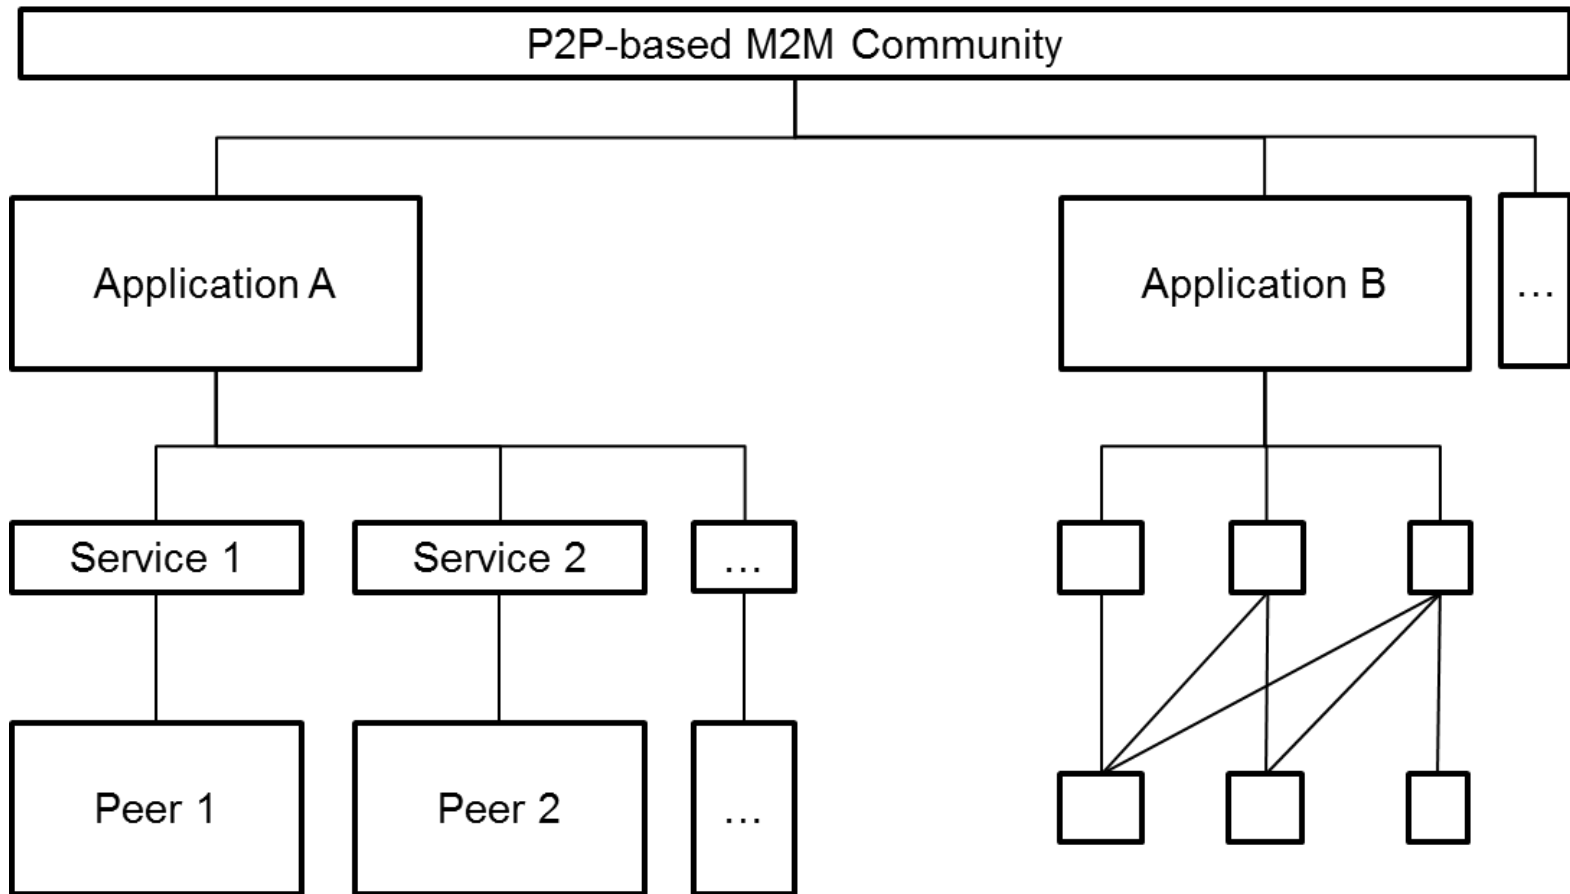 P2P-based M2M Community
Application A
Application B
...
Service 1
Service 2
...
Peer 1
Peer 2
...